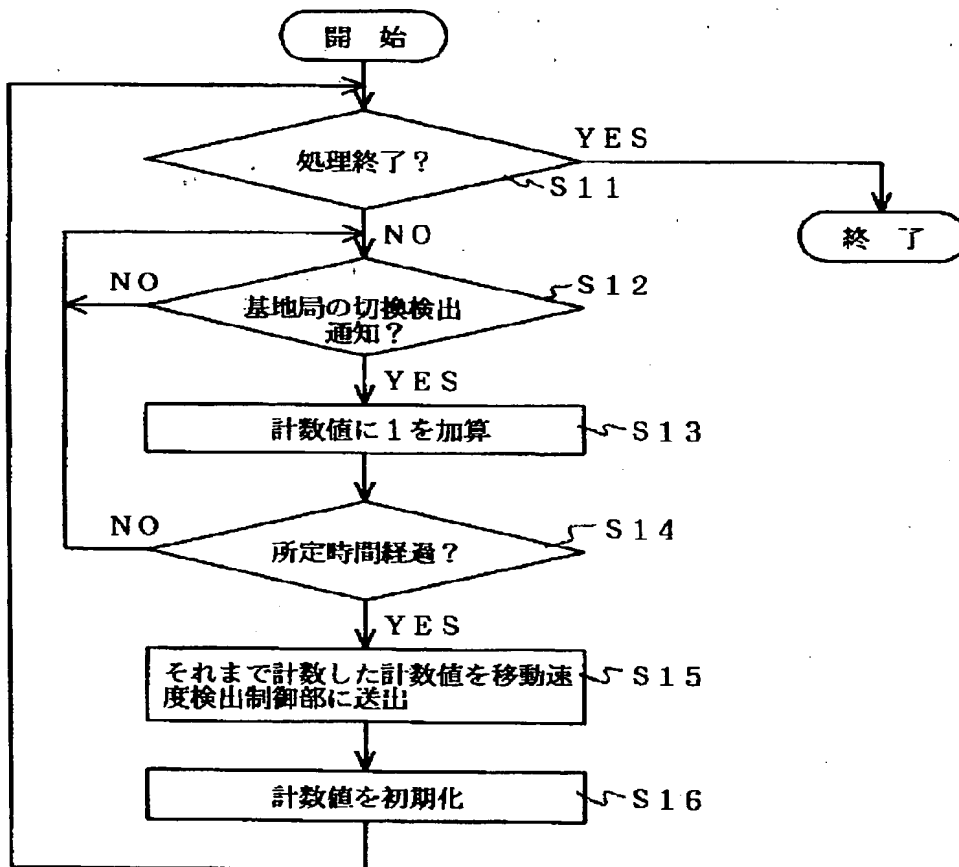 開 始
処理終了？
YES
S11
終 了
NO
基地局の切換検出
通知？
NO
S12
YES
計数値に１を加算
S13
所定時間経過？
NO
S14
YES
それまで計数した計数値を移動速
度検出制御部に送出
S15
計数値を初期化
S16